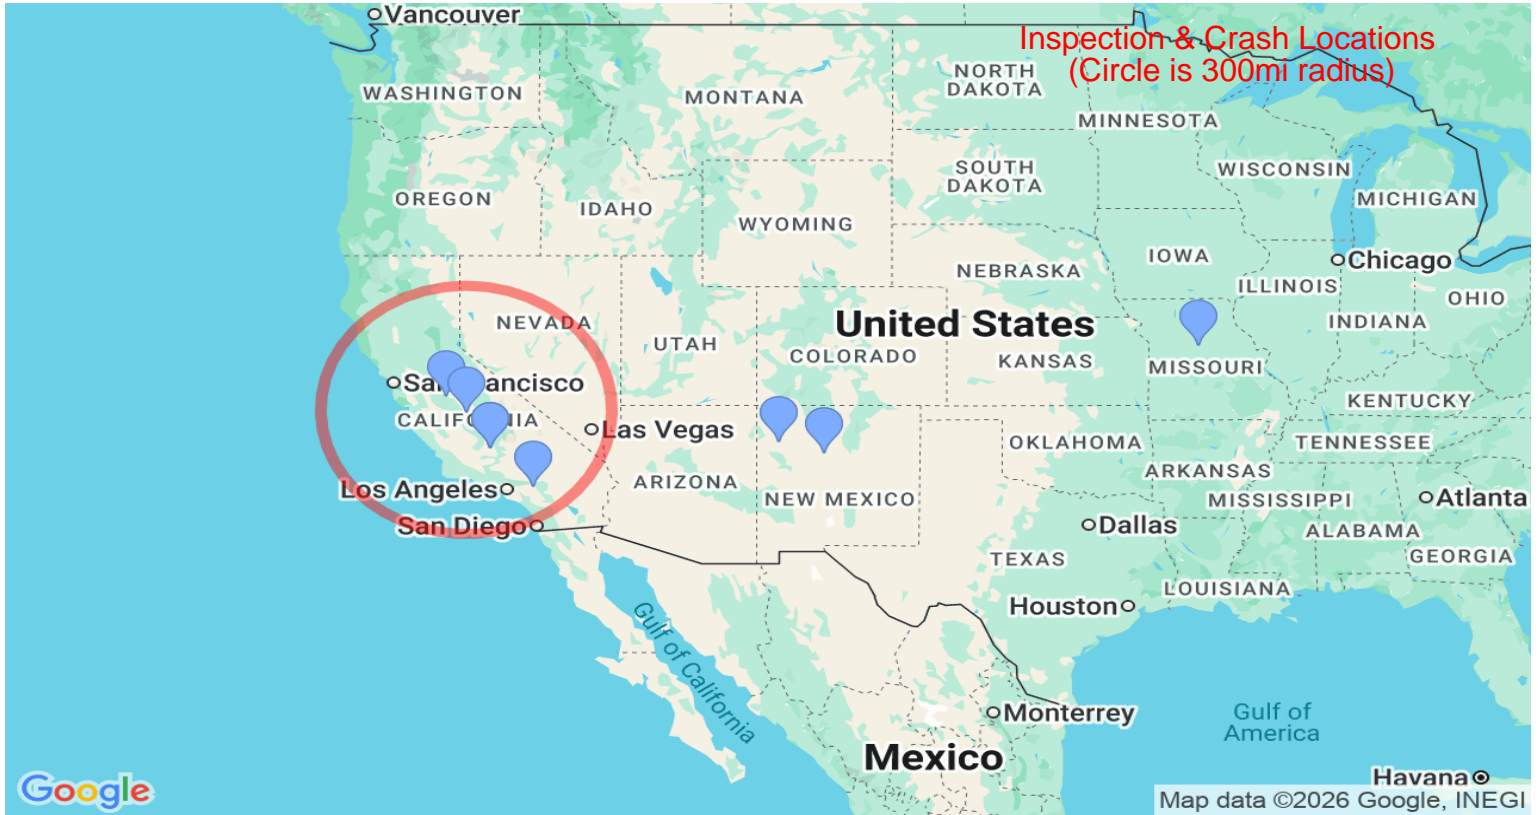 Vancouver
Inspection & Crash Locations
(Circle is 300mi radius)
WASHINGTON
MONTANA
NORTH
DAKOTA
MINNESOTA
OREGON
IDAHO
SOUTH
DAKOTA
WISCONSIN
MICHIGAN
WYOMING
IOWA
Chicago
NEBRASKA
ILLINOIS
OHIO
NEVADA
United States
INDIANA
UTAH
COLORADO
KANSAS
MISSOURI
San Francisco
KENTUCKY
CALIFORNIA
Las Vegas
OKLAHOMA
TENNESSEE
ARKANSAS
Los Angeles
ARIZONA
NEW MEXICO
MISSISSIPPI
Atlanta
San Diego
Dallas
ALABAMA
TEXAS
GEORGIA
LOUISIANA
Houston
Gulf of California
Monterrey
Gulf of
America
Mexico
Havana
Google
Map data ©2026 Google, INEGI